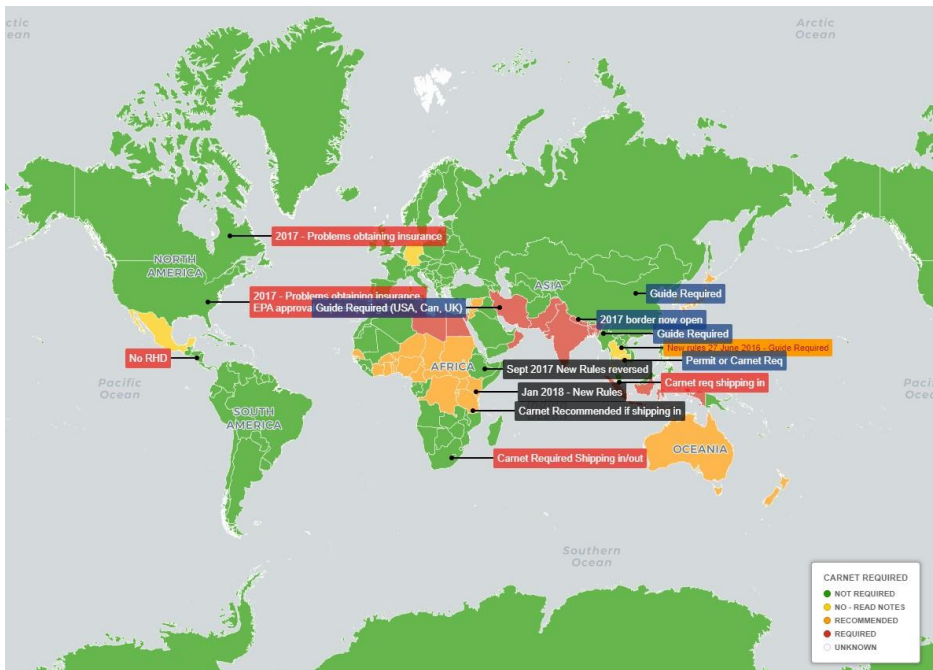 ctic
ean
Arctic
Ocean
2017 - Problems obtaining insurance
NORTH
AMERICA
ASIA
2017 - Problems obtaining insurance
EPA approva
Guide Required (USA, Can, UK)
Guide Required
2017 border now open
Guide Required
New rules 27 June 2016 - Guide Required
No RHD
Permit or Carnet Req
Sept 2017 New Rules reversed
AFRICA
Carnet req shipping in
Pacific
Ocean
Jan 2018 - New Rules
Pacific
Ocea
Carnet Recommended if shipping in
SOUTH
AMERICA
OCEANIA
Carnet Required Shipping in/out
Southern
Ocean
CARNET REQUIRED
NOT REQUIRED
NO - READ NOTES
RECOMMENDED
REQUIRED
UNKNOWN